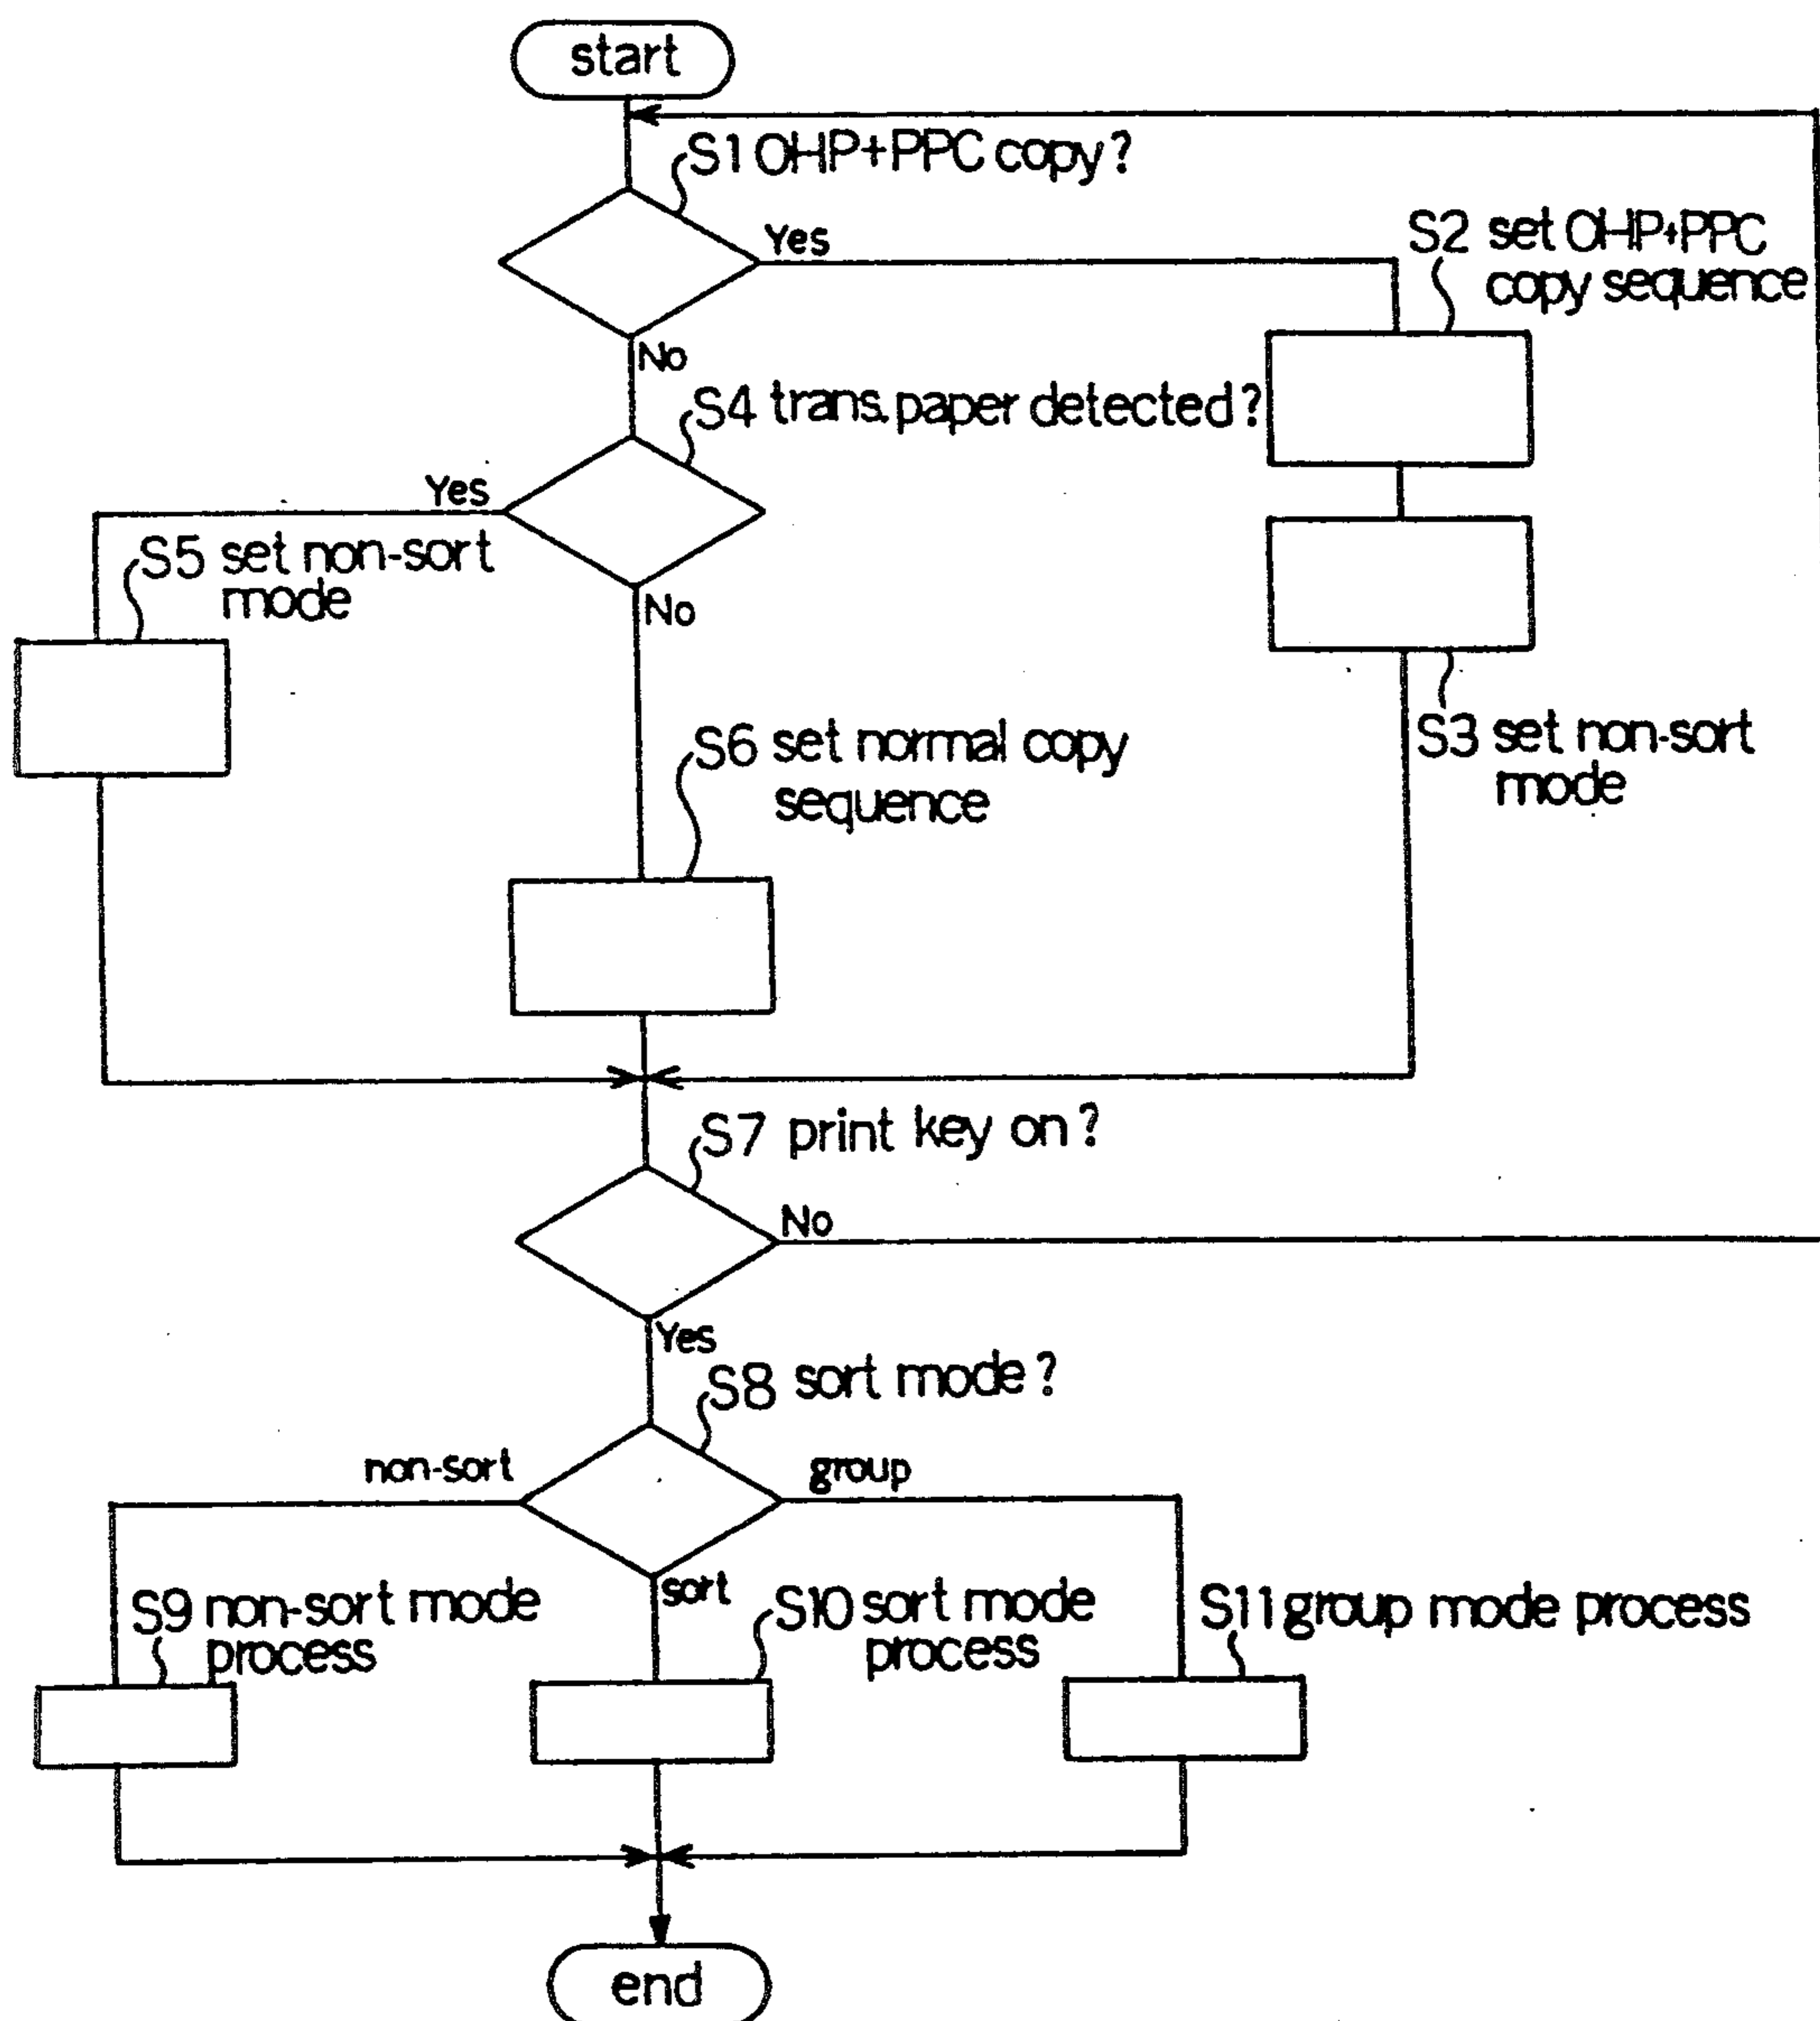 start
S1 OHP+PPC copy?
Yes
S2 set OHP+PPC
copy sequence
No
S4 trans. paper detected?
Yes
S5 set non-sort
mode
No
S3 set non-sort
mode
S6 set normal copy
sequence
S7 print key on?
No
Yes
S8 sort mode?
non-sort
group
sort
S9 non-sort mode
process
S10 sort mode
process
S11 group mode process
end